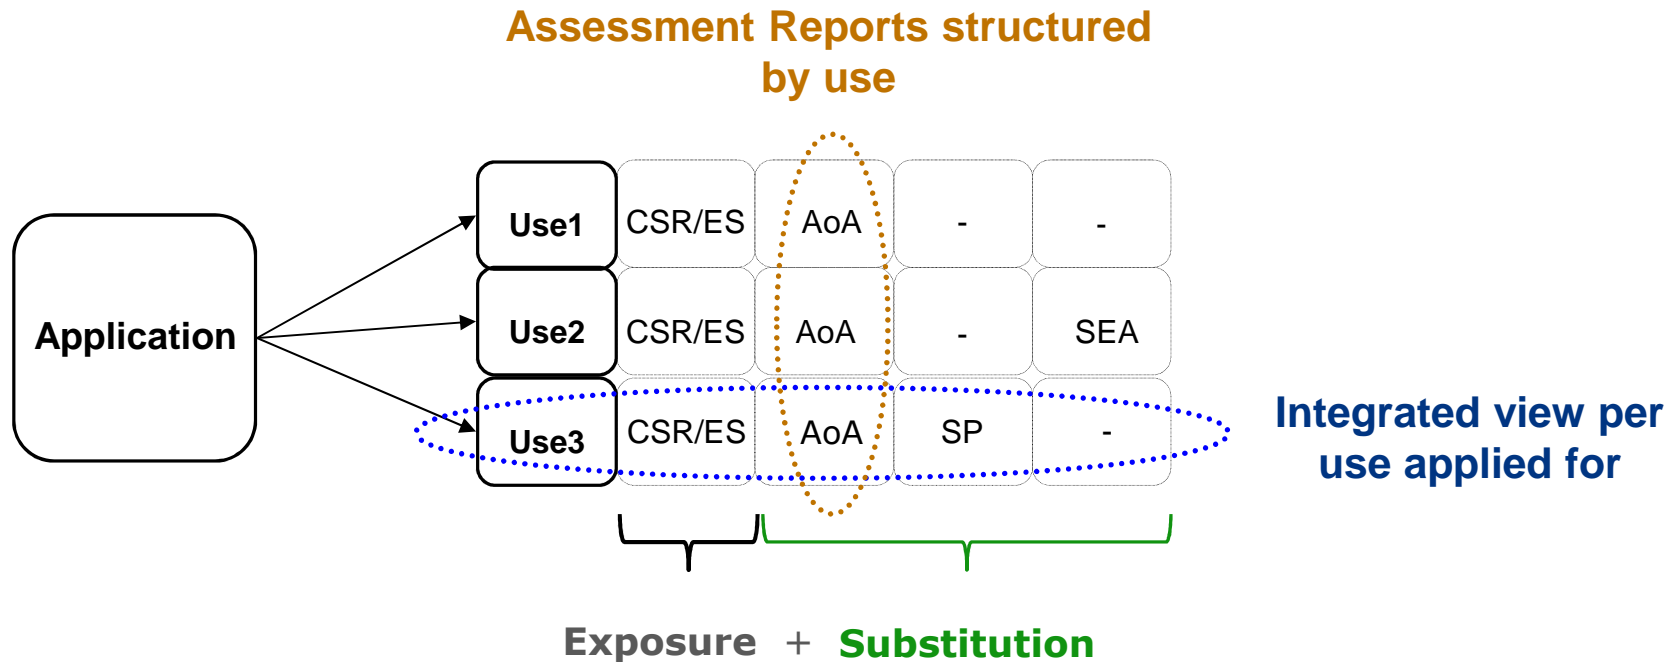 Assessment Reports structured
by use
Use1 CSR/ES AoA - -
Application
Use2 CSR/ES AoA - SEA
Use3 CSR/ES AoA SP -
Integrated view per
use applied for
Exposure + Substitution